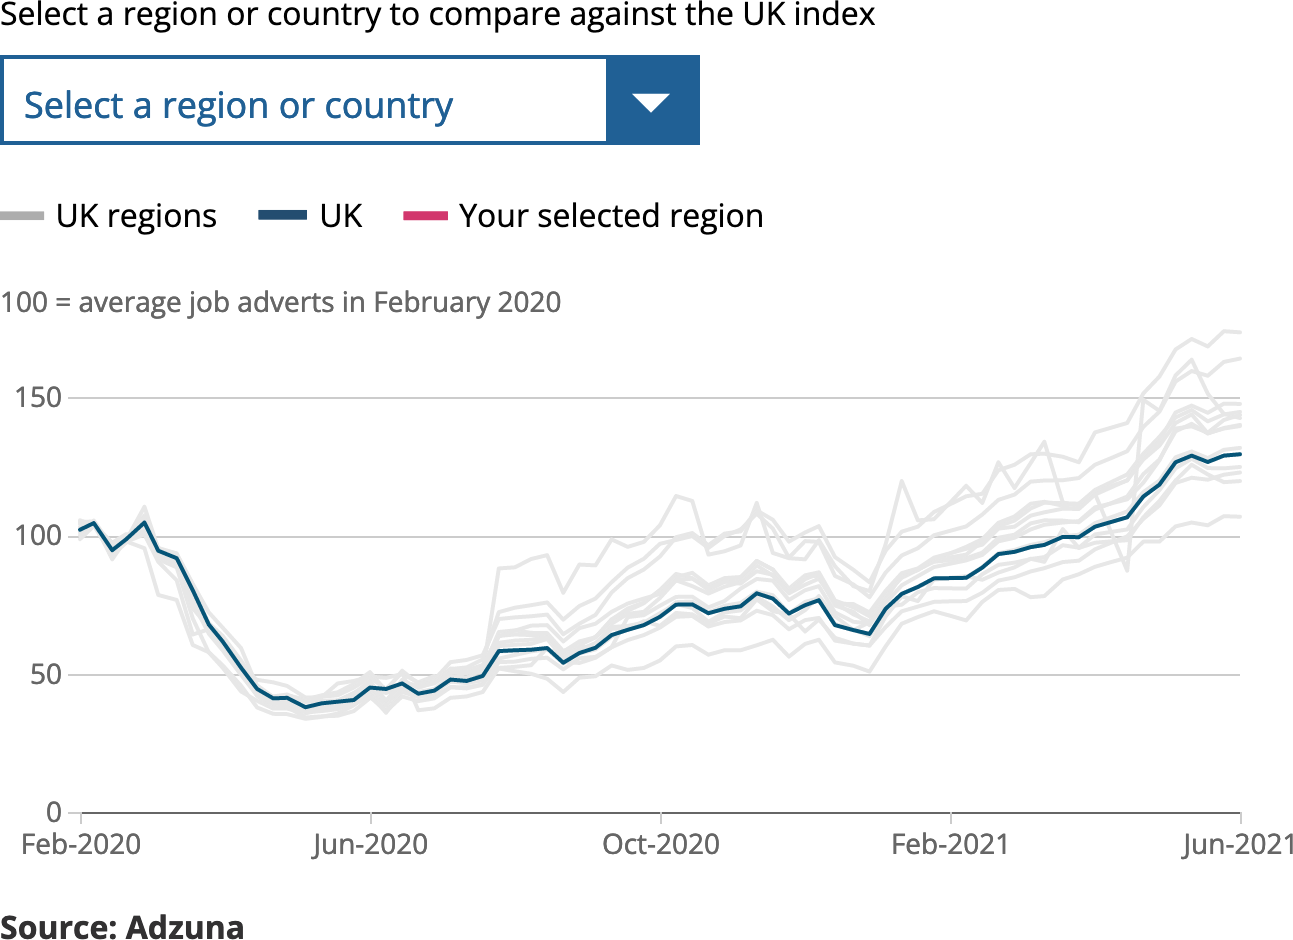 Select a region or country to compare against the UK index
Select a region or country
UK regions UK Your selected region
100 = average job adverts in February 2020
150
100
50
0
Feb-2020 Jun-2020 Oct-2020 Feb-2021 Jun-2021
Source: Adzuna